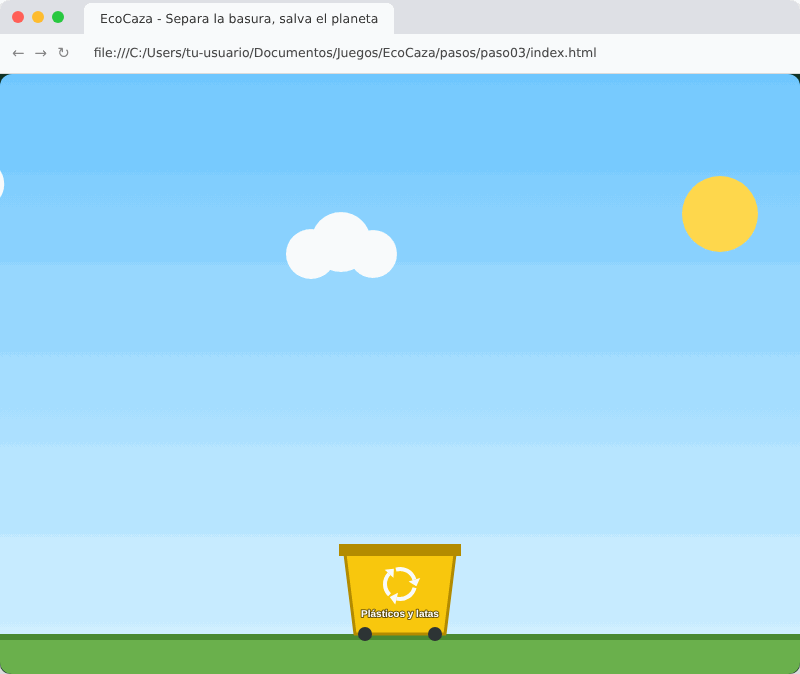 EcoCaza - Separa la basura, salva el planeta
file:///C:/Users/tu-usuario/Documentos/Juegos/EcoCaza/pasos/paso03/index.html
Plásticos y latas